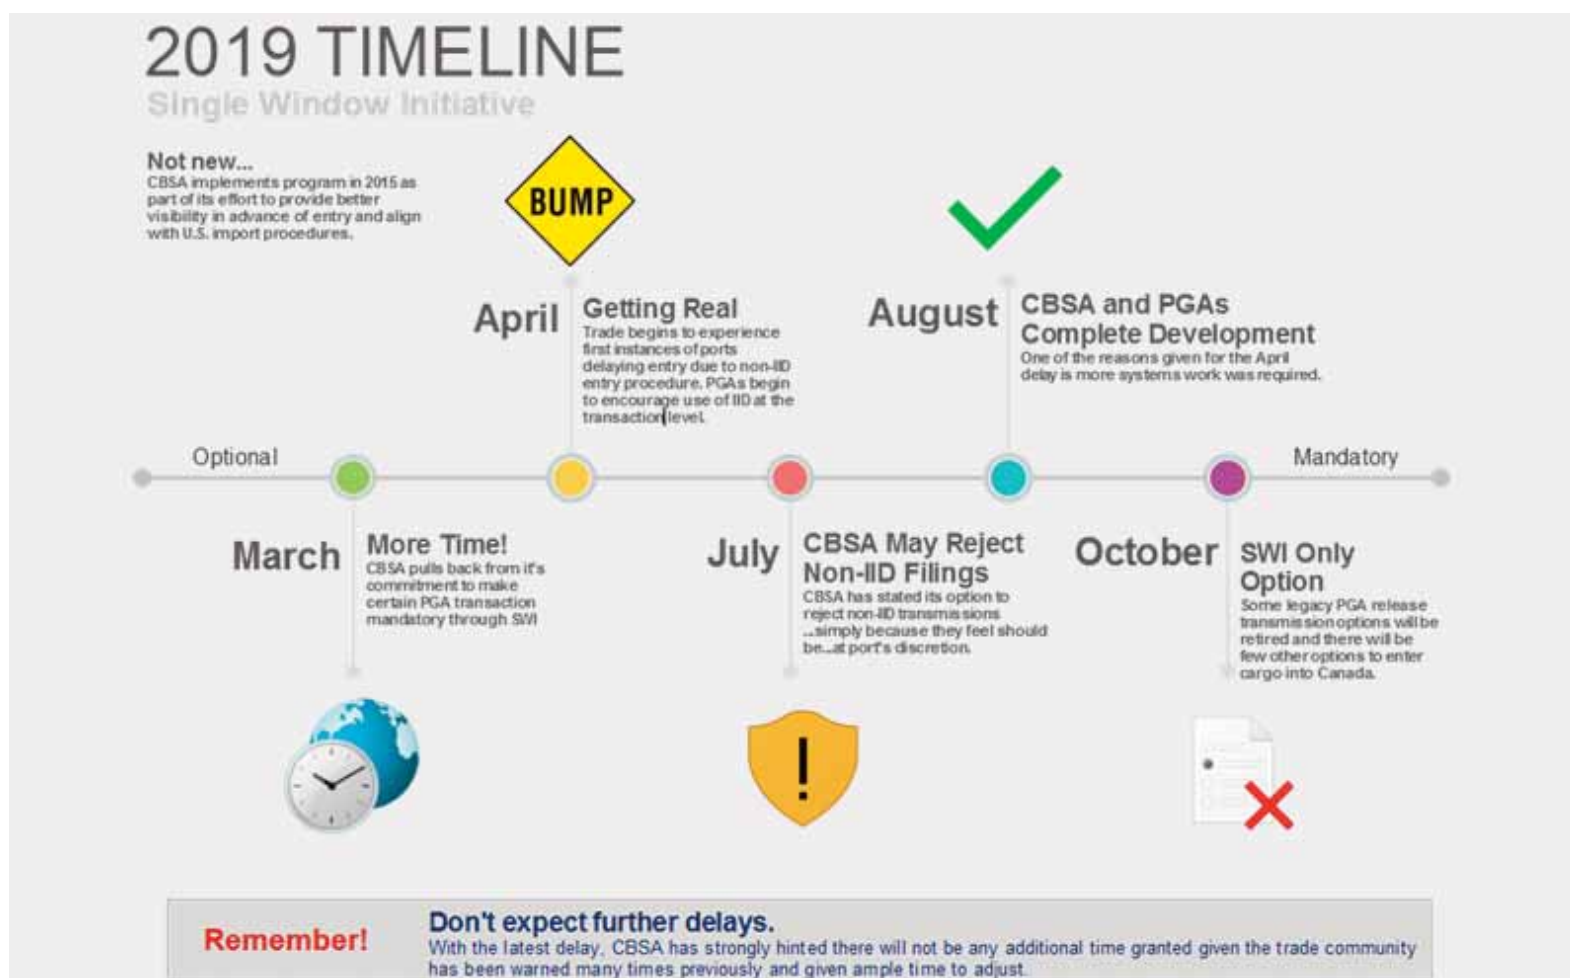 2019 TIMELINE
Single Window Initiative
Not new...
CBSA implements program in 2015 as
part of its effort to provide better
visibility in advance of entry and align
with U.S. import procedures.
BUMP
April
Getting Real
Trade begins to experience
first instances of ports
delaying entry due to non-IID
entry procedure. PGAs begin
to encourage use of IID at the
transaction level.
August
CBSA and PGAs
Complete Development
One of the reasons given for the April
delay is more systems work was required.
Optional
Mandatory
March
More Time!
CBSA pulls back from it's
commitment to make
certain PGA transaction
mandatory through SWI
July
CBSA May Reject
Non-IID Filings
CBSA has stated its option to
reject non-IID transmissions
...simply because they feel should
be...at port's discretion.
October
SWI Only
Option
Some legacy PGA release
transmission options will be
retired and there will be
few other options to enter
cargo into Canada.
!
Remember!
Don't expect further delays.
With the latest delay, CBSA has strongly hinted there will not be any additional time granted given the trade community
has been warned many times previously and given ample time to adjust.